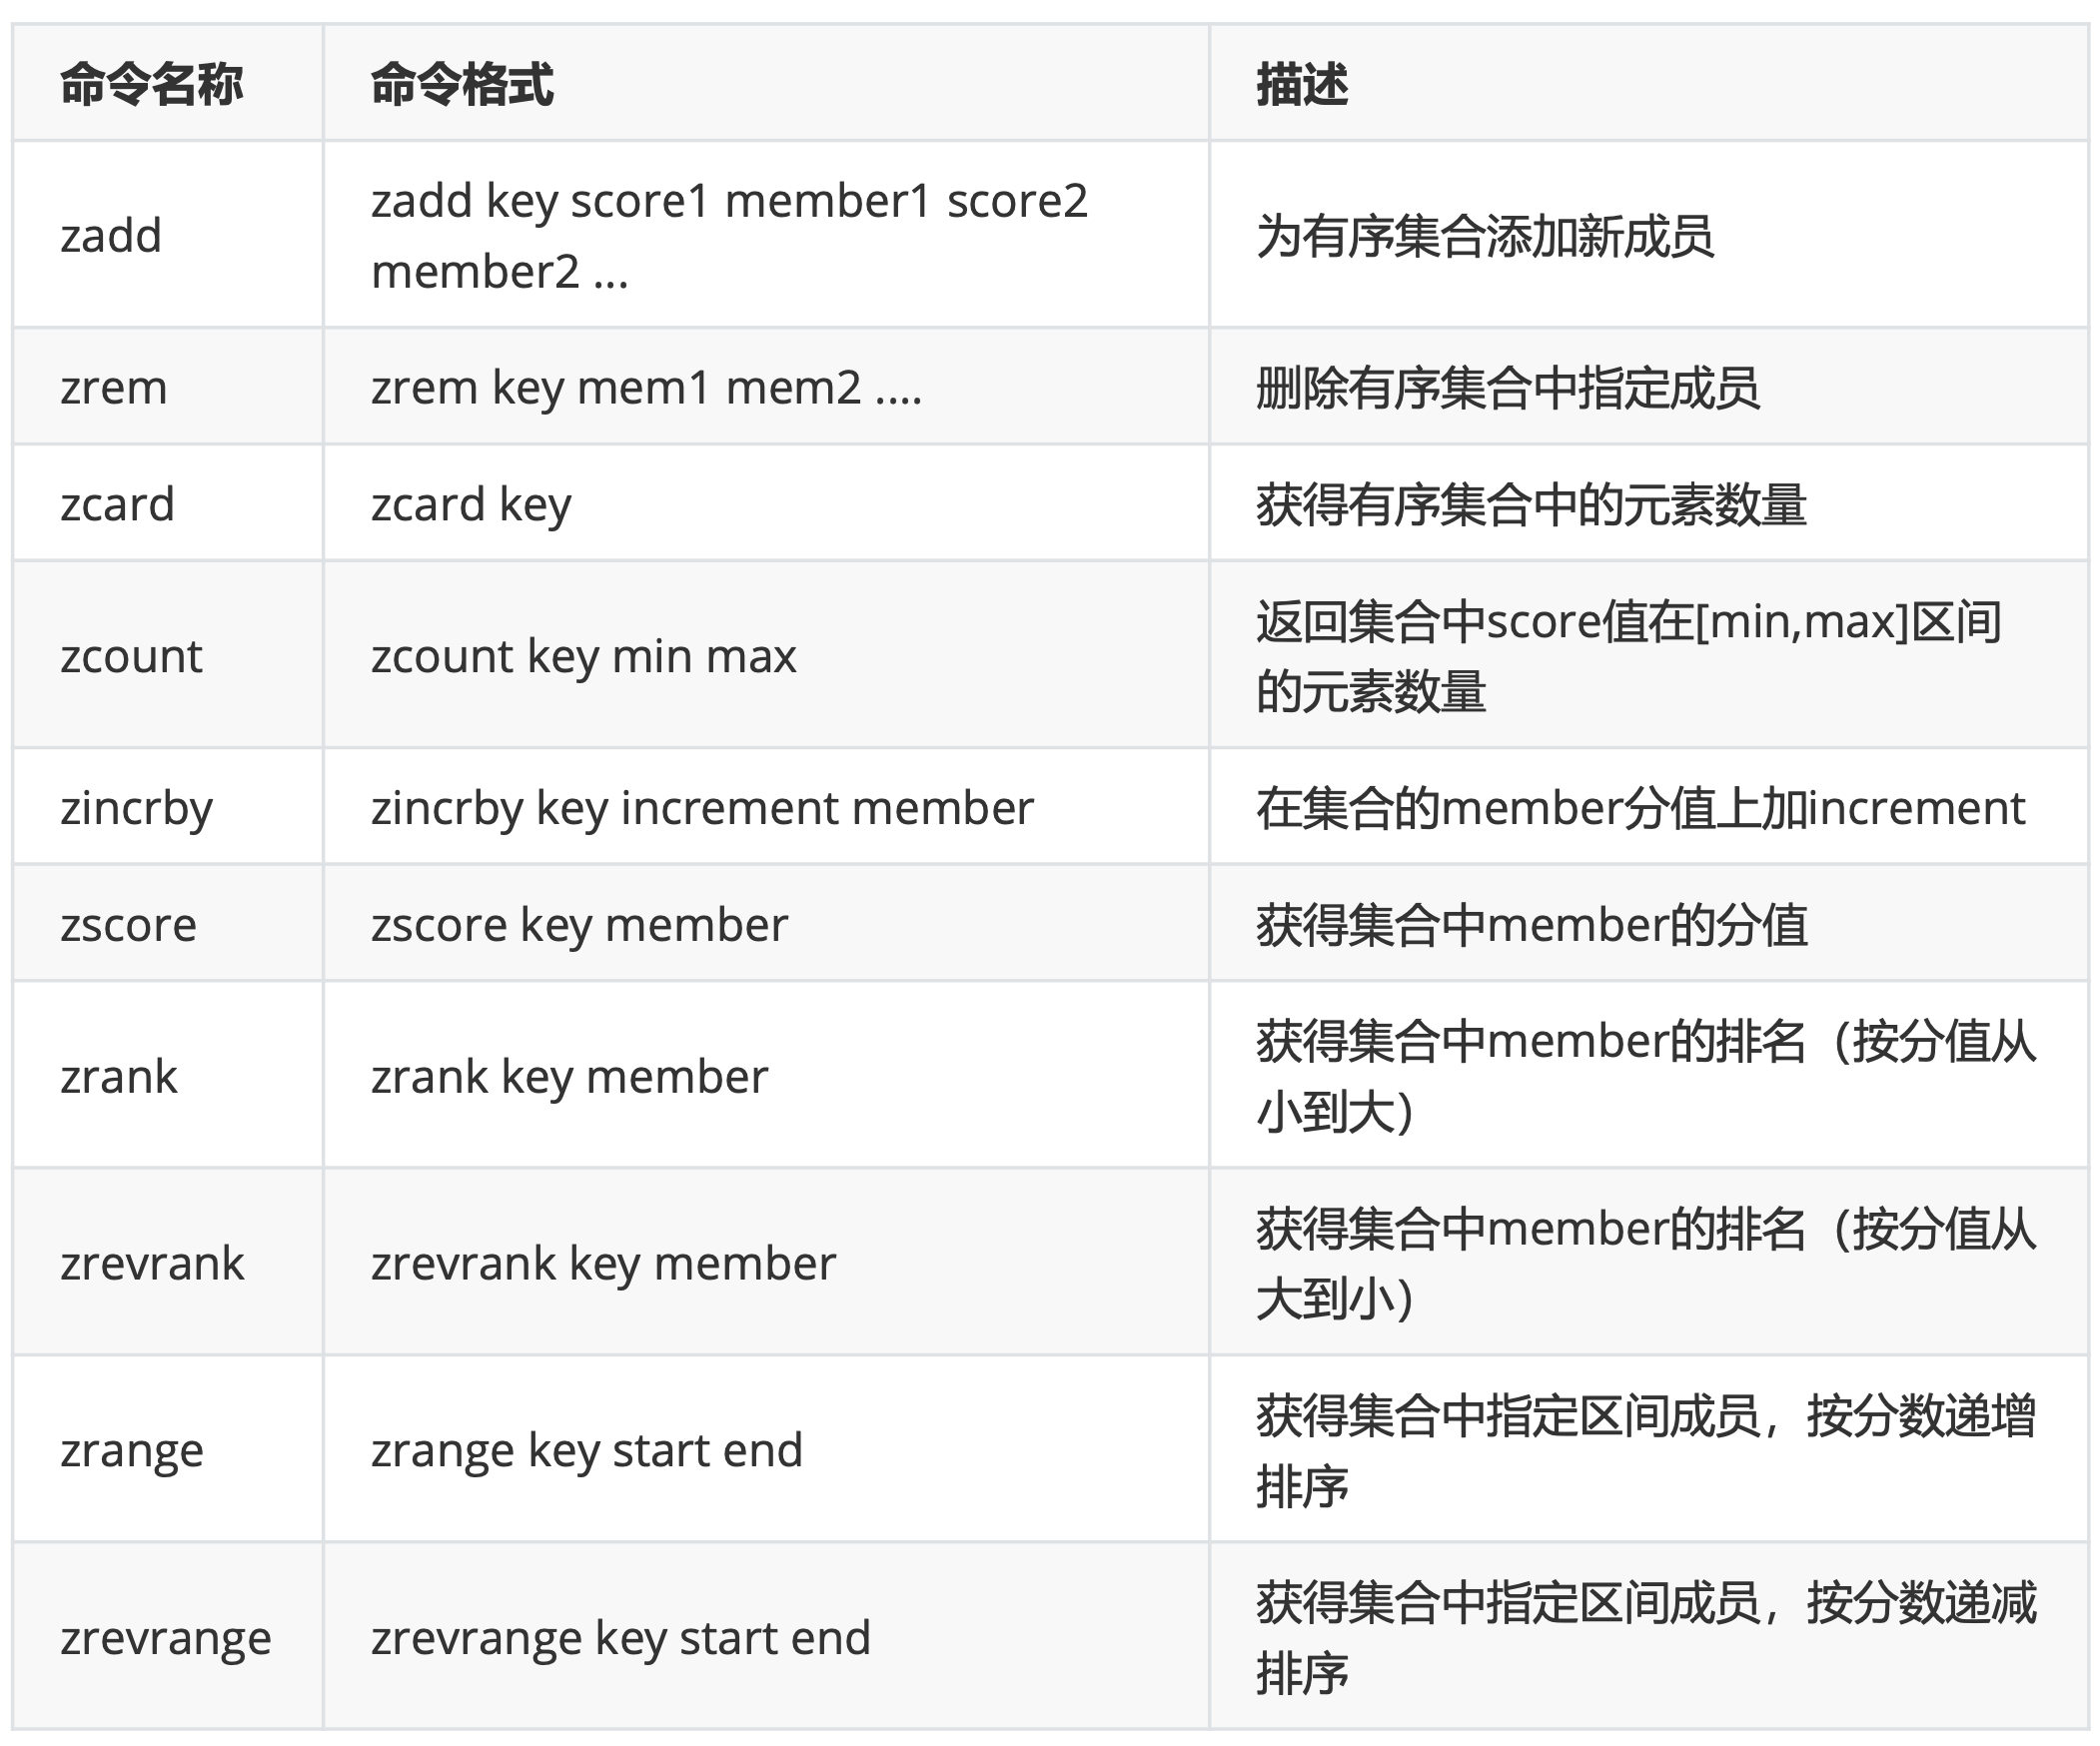 命令名称 命令格式 描述
zadd zadd key score1 member1 score2 member2 ... 为有序集合添加新成员
zrem zrem key mem1 mem2 .... 删除有序集合中指定成员
zcard zcard key 获得有序集合中的元素数量
zcount zcount key min max 返回集合中score值在[min,max]区间
的元素数量
zincrby zincrby key increment member 在集合的member分值上加increment
zscore zscore key member 获得集合中member的分值
zrank zrank key member 获得集合中member的排名（按分值从
小到大）
zrevrank zrevrank key member 获得集合中member的排名（按分值从
大到小）
zrange zrange key start end 获得集合中指定区间成员，按分数递增
排序
zrevrange zrevrange key start end 获得集合中指定区间成员，按分数递减
排序